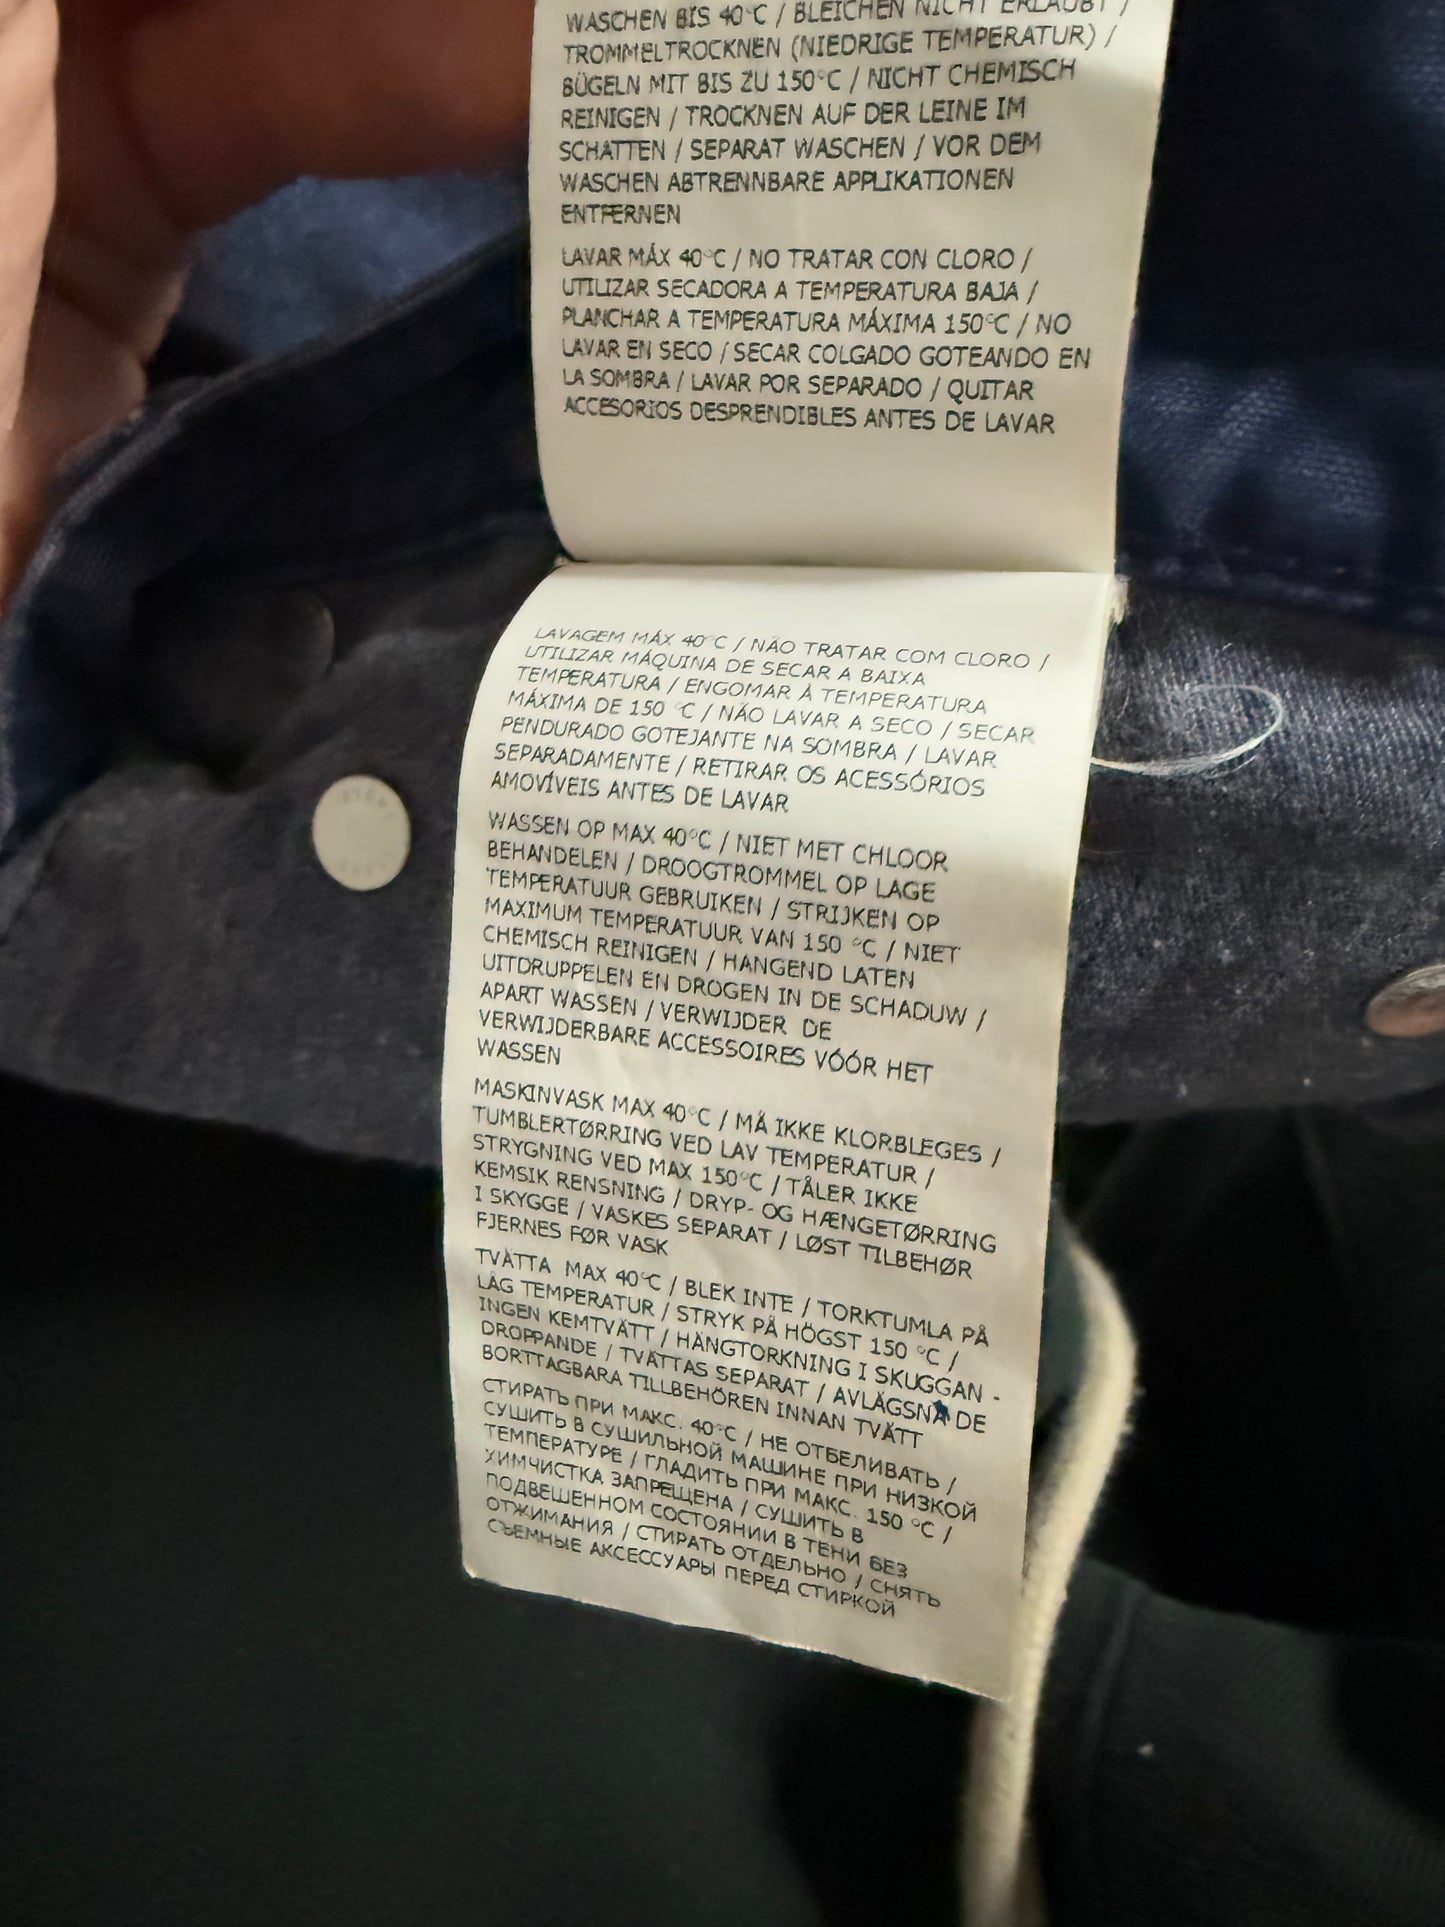 WASCHEN BIS 40°C / BLEICHEN NICHT ERLAUBT /
TROMMELTROCKNEN (NIEDRIGE TEMPERATUR) /
BÜGELN MIT BIS ZU 150°C / NICHT CHEMISCH
REINIGEN / TROCKNEN AUF DER LEINE IM
SCHATTEN / SEPARAT WASCHEN / VOR DEM
WASCHEN ABTRENNBARE APPLIKATIONEN
ENTFERNEN
LAVAR MÁX 40°C / NO TRATAR CON CLORO /
UTILIZAR SECADORA A TEMPERATURA BAJA /
PLANCHAR A TEMPERATURA MÁXIMA 150°C / NO
LAVAR EN SECO / SECAR COLGADO GOTEANDO EN
LA SOMBRA / LAVAR POR SEPARADO / QUITAR
ACCESORIOS DESPRENDIBLES ANTES DE LAVAR
LAVAGEM MÁX 40°C / NÃO TRATAR COM CLORO /
UTILIZAR MÁQUINA DE SECAR A BAIXA
TEMPERATURA / ENGOMAR À TEMPERATURA
MÁXIMA DE 150 °C / NÃO LAVAR A SECO / SECAR
PENDURADO GOTEJANTE NA SOMBRA / LAVAR
SEPARADAMENTE / RETIRAR OS ACESSÓRIOS
AMOVÍVEIS ANTES DE LAVAR
WASSEN OP MAX 40°C / NIET MET CHLOOR
BEHANDELEN / DROOGTROMMEL OP LAGE
TEMPERATUUR GEBRUIKEN / STRIJKEN OP
MAXIMUM TEMPERATUUR VAN 150 °C / NIET
CHEMISCH REINIGEN / HANGEND LATEN
UITDRUPPELEN EN DROGEN IN DE SCHADUW /
APART WASSEN / VERWIJDER DE
VERWIJDERBARE ACCESSOIRES VÓÓR HET
WASSEN
MASKINVASK MAX 40°C / MÅ IKKE KLORBLEGES /
TUMBLERTØRRING VED LAV TEMPERATUR /
STRYGNING VED MAX 150°C / TÅLER IKKE
KEMSIK RENSNING / DRYP- OG HÆNGETØRRING
I SKYGGE / VASKES SEPARAT / LØST TILBEHØR
FJERNES FØR VASK
TVÄTTA MAX 40°C / BLEK INTE / TORKTUMLA PÅ
LÅG TEMPERATUR / STRYK PÅ HÖGST 150 °C /
INGEN KEMTVÄTT / HÄNGTORKNING I SKUGGAN -
DROPPANDE / TVÄTTAS SEPARAT / AVLÄGSNA DE
BORTTAGBARA TILLBEHÖREN INNAN TVÄTT
СТИРАТЬ ПРИ МАКС. 40°C / НЕ ОТБЕЛИВАТЬ /
СУШИТЬ В СУШИЛЬНОЙ МАШИНЕ ПРИ НИЗКОЙ
ТЕМПЕРАТУРЕ / ГЛАДИТЬ ПРИ МАКС. 150 °C /
ХИМЧИСТКА ЗАПРЕЩЕНА / СУШИТЬ В
ПОДВЕШЕННОМ СОСТОЯНИИ В ТЕНИ БЕЗ
ОТЖИМАНИЯ / СТИРАТЬ ОТДЕЛЬНО / СНЯТЬ
СЪЕМНЫЕ АКСЕССУАРЫ ПЕРЕД СТИРКОЙ